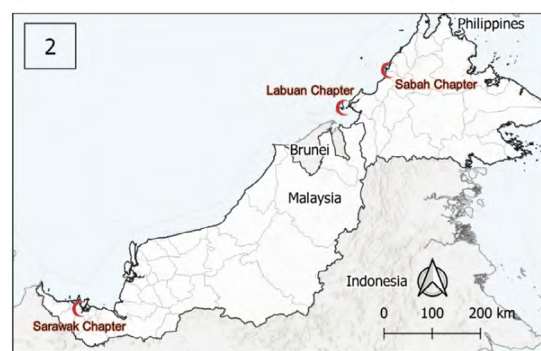 2
Philippines
Sabah Chapter
Labuan Chapter
Brunei
Malaysia
Indonesia
Sarawak Chapter
0 100 200 km